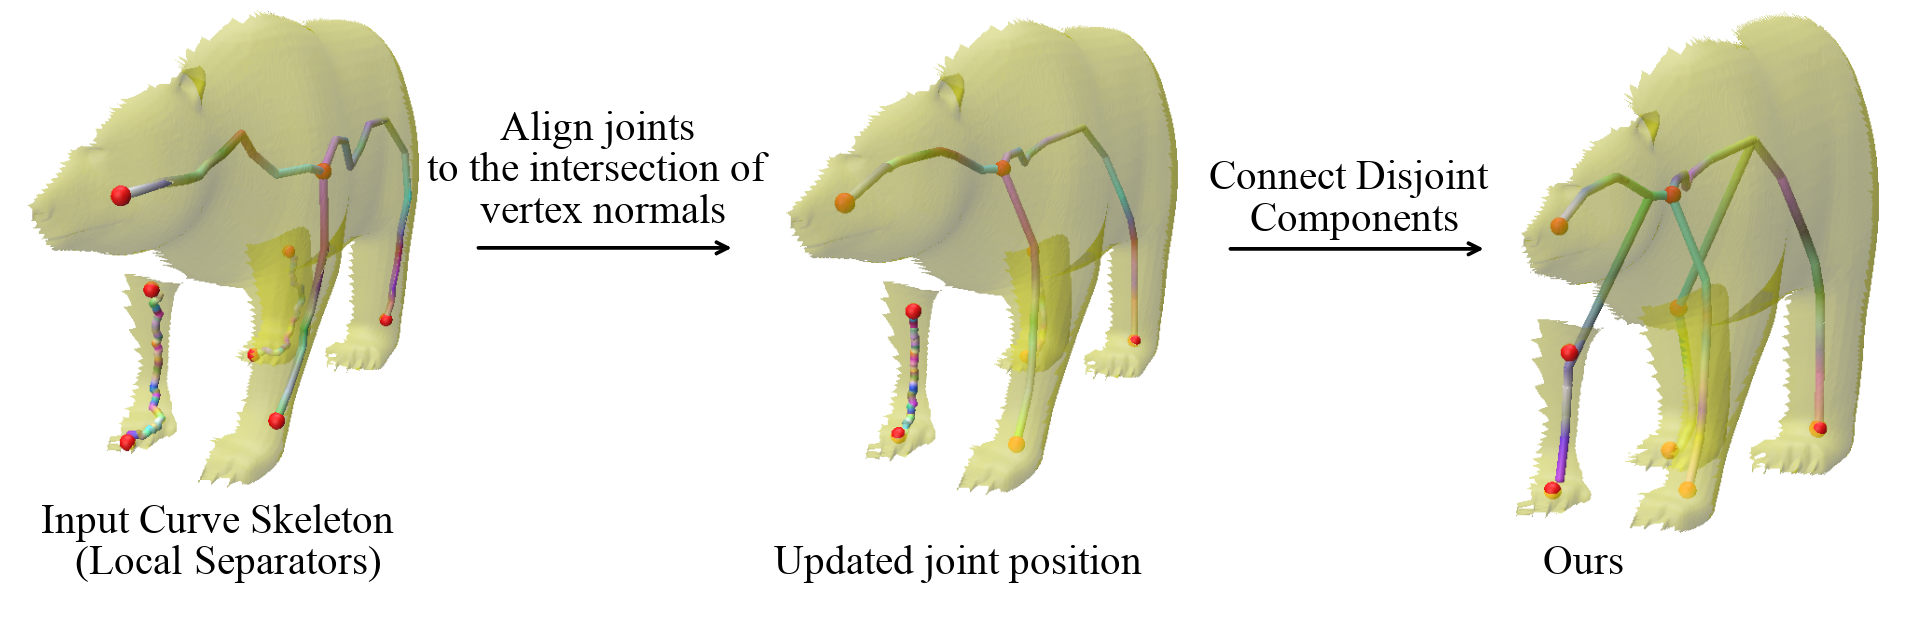 Align joints
to the intersection of
vertex normals
Connect Disjoint
Components
Input Curve Skeleton
(Local Separators)
Updated joint position
Ours